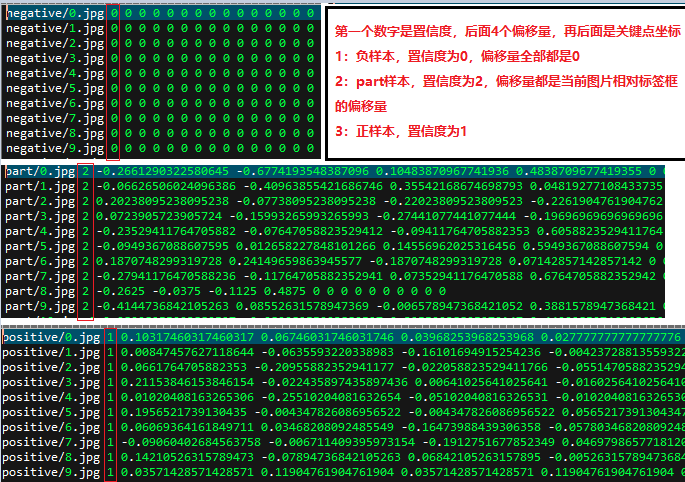 negative/0.jpg 0 0 0 0 0 0 0 0 0 0 0 0 0 0 0
negative/1.jpg 0 0 0 0 0 0 0 0 0 0 0 0 0 0 0
negative/2.jpg 0 0 0 0 0 0 0 0 0 0 0 0 0 0 0
negative/3.jpg 0 0 0 0 0 0 0 0 0 0 0 0 0 0 0
negative/4.jpg 0 0 0 0 0 0 0 0 0 0 0 0 0 0 0
negative/5.jpg 0 0 0 0 0 0 0 0 0 0 0 0 0 0 0
negative/6.jpg 0 0 0 0 0 0 0 0 0 0 0 0 0 0 0
negative/7.jpg 0 0 0 0 0 0 0 0 0 0 0 0 0 0 0
negative/8.jpg 0 0 0 0 0 0 0 0 0 0 0 0 0 0 0
negative/9.jpg 0 0 0 0 0 0 0 0 0 0 0 0 0 0 0
第一个数字是置信度，后面4个偏移量，再后面是关键点坐标
1：负样本，置信度为0，偏移量全部都是0
2：part样本，置信度为2，偏移量都是当前图片相对标签框
的偏移量
3：正样本，置信度为1
part/0.jpg 2 -0.2661290322580645 -0.6774193548387096 0.10483870967741936 0.4838709677419355 0 0
part/1.jpg 2 -0.06626506024096386 -0.40963855421686746 0.35542168674698793 0.04819277108433735
part/2.jpg 2 0.20238095238095238 -0.07738095238095238 -0.22023809523809523 -0.2261904761904762
part/3.jpg 2 0.0723905723905724 -0.15993265993265993 -0.27441077441077444 -0.19696969696969696
part/4.jpg 2 -0.23529411764705882 -0.07647058823529412 -0.09411764705882353 0.6058823529411764
part/5.jpg 2 -0.0949367088607595 0.012658227848101266 0.14556962025316456 0.5949367088607594 0
part/6.jpg 2 0.1870748299319728 0.24149659863945577 -0.1870748299319728 0.07142857142857142 0
part/7.jpg 2 -0.27941176470588236 -0.11764705882352941 0.07352941176470588 0.6764705882352942 0
part/8.jpg 2 -0.2625 -0.0375 -0.1125 0.4875 0 0 0 0 0 0 0 0 0 0
part/9.jpg 2 -0.4144736842105263 0.08552631578947369 -0.006578947368421052 0.3881578947368421 0
positive/0.jpg 1 0.10317460317460317 0.06746031746031746 0.03968253968253968 0.027777777777777776
positive/1.jpg 1 0.00847457627118644 -0.0635593220338983 -0.16101694915254236 -0.00423728813559322
positive/2.jpg 1 0.0661764705882353 -0.20955882352941177 -0.022058823529411766 -0.0551470588235294
positive/3.jpg 1 0.21153846153846154 -0.022435897435897436 0.00641025641025641 -0.0160256410256410
positive/4.jpg 1 0.01020408163265306 -0.25510204081632654 -0.05102040816326531 -0.010204081632653
positive/5.jpg 1 0.1956521739130435 -0.004347826086956522 -0.004347826086956522 0.056521739130434
positive/6.jpg 1 0.06069364161849711 0.03468208092485549 -0.16473988439306358 -0.057803468208092
positive/7.jpg 1 -0.09060402684563758 -0.006711409395973154 -0.1912751677852349 0.04697986577181208
positive/8.jpg 1 0.14210526315789473 -0.07894736842105263 0.06842105263157895 -0.005263157894736
positive/9.jpg 1 0.03571428571428571 0.11904761904761904 0.03571428571428571 0.11904761904761904